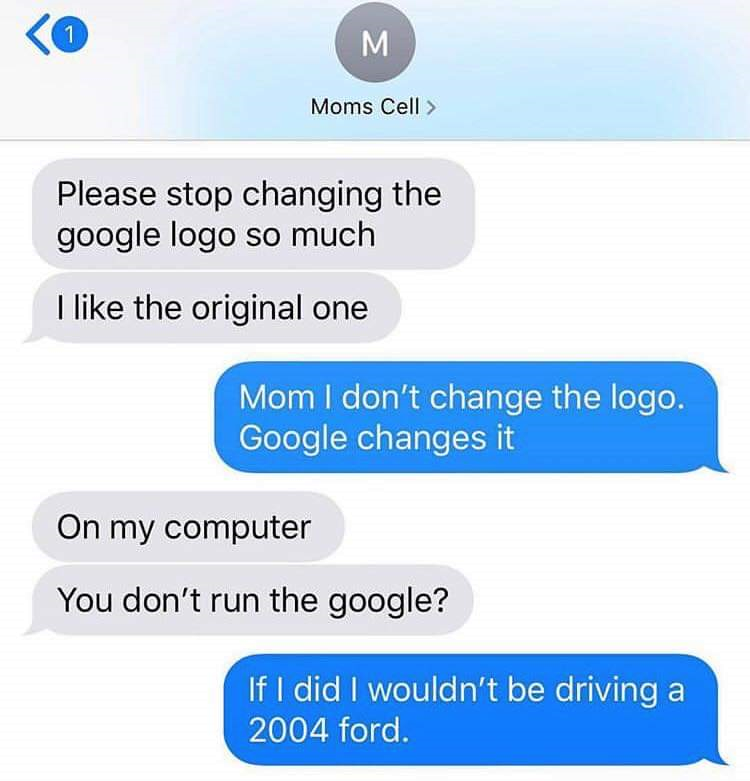 1
M
Moms Cell >
Please stop changing the
google logo so much
I like the original one
Mom I don't change the logo.
Google changes it
On my computer
You don't run the google?
If I did I wouldn't be driving a
2004 ford.